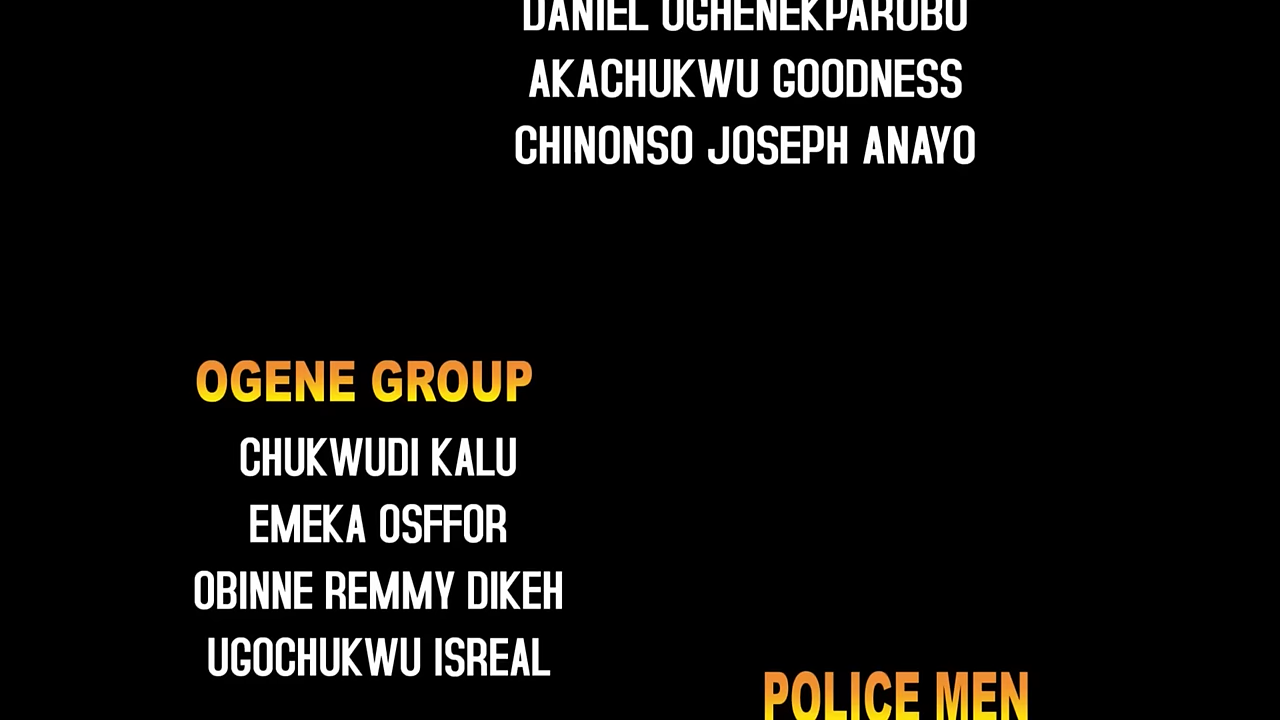 DANIEL OGHENEKPAROBO
AKACHUKWU GOODNESS
CHINONSO JOSEPH ANAYO
OGENE GROUP
CHUKWUDI KALU
EMEKA OSFFOR
OBINNE REMMY DIKEH
UGOCHUKWU ISREAL
POLICE MEN